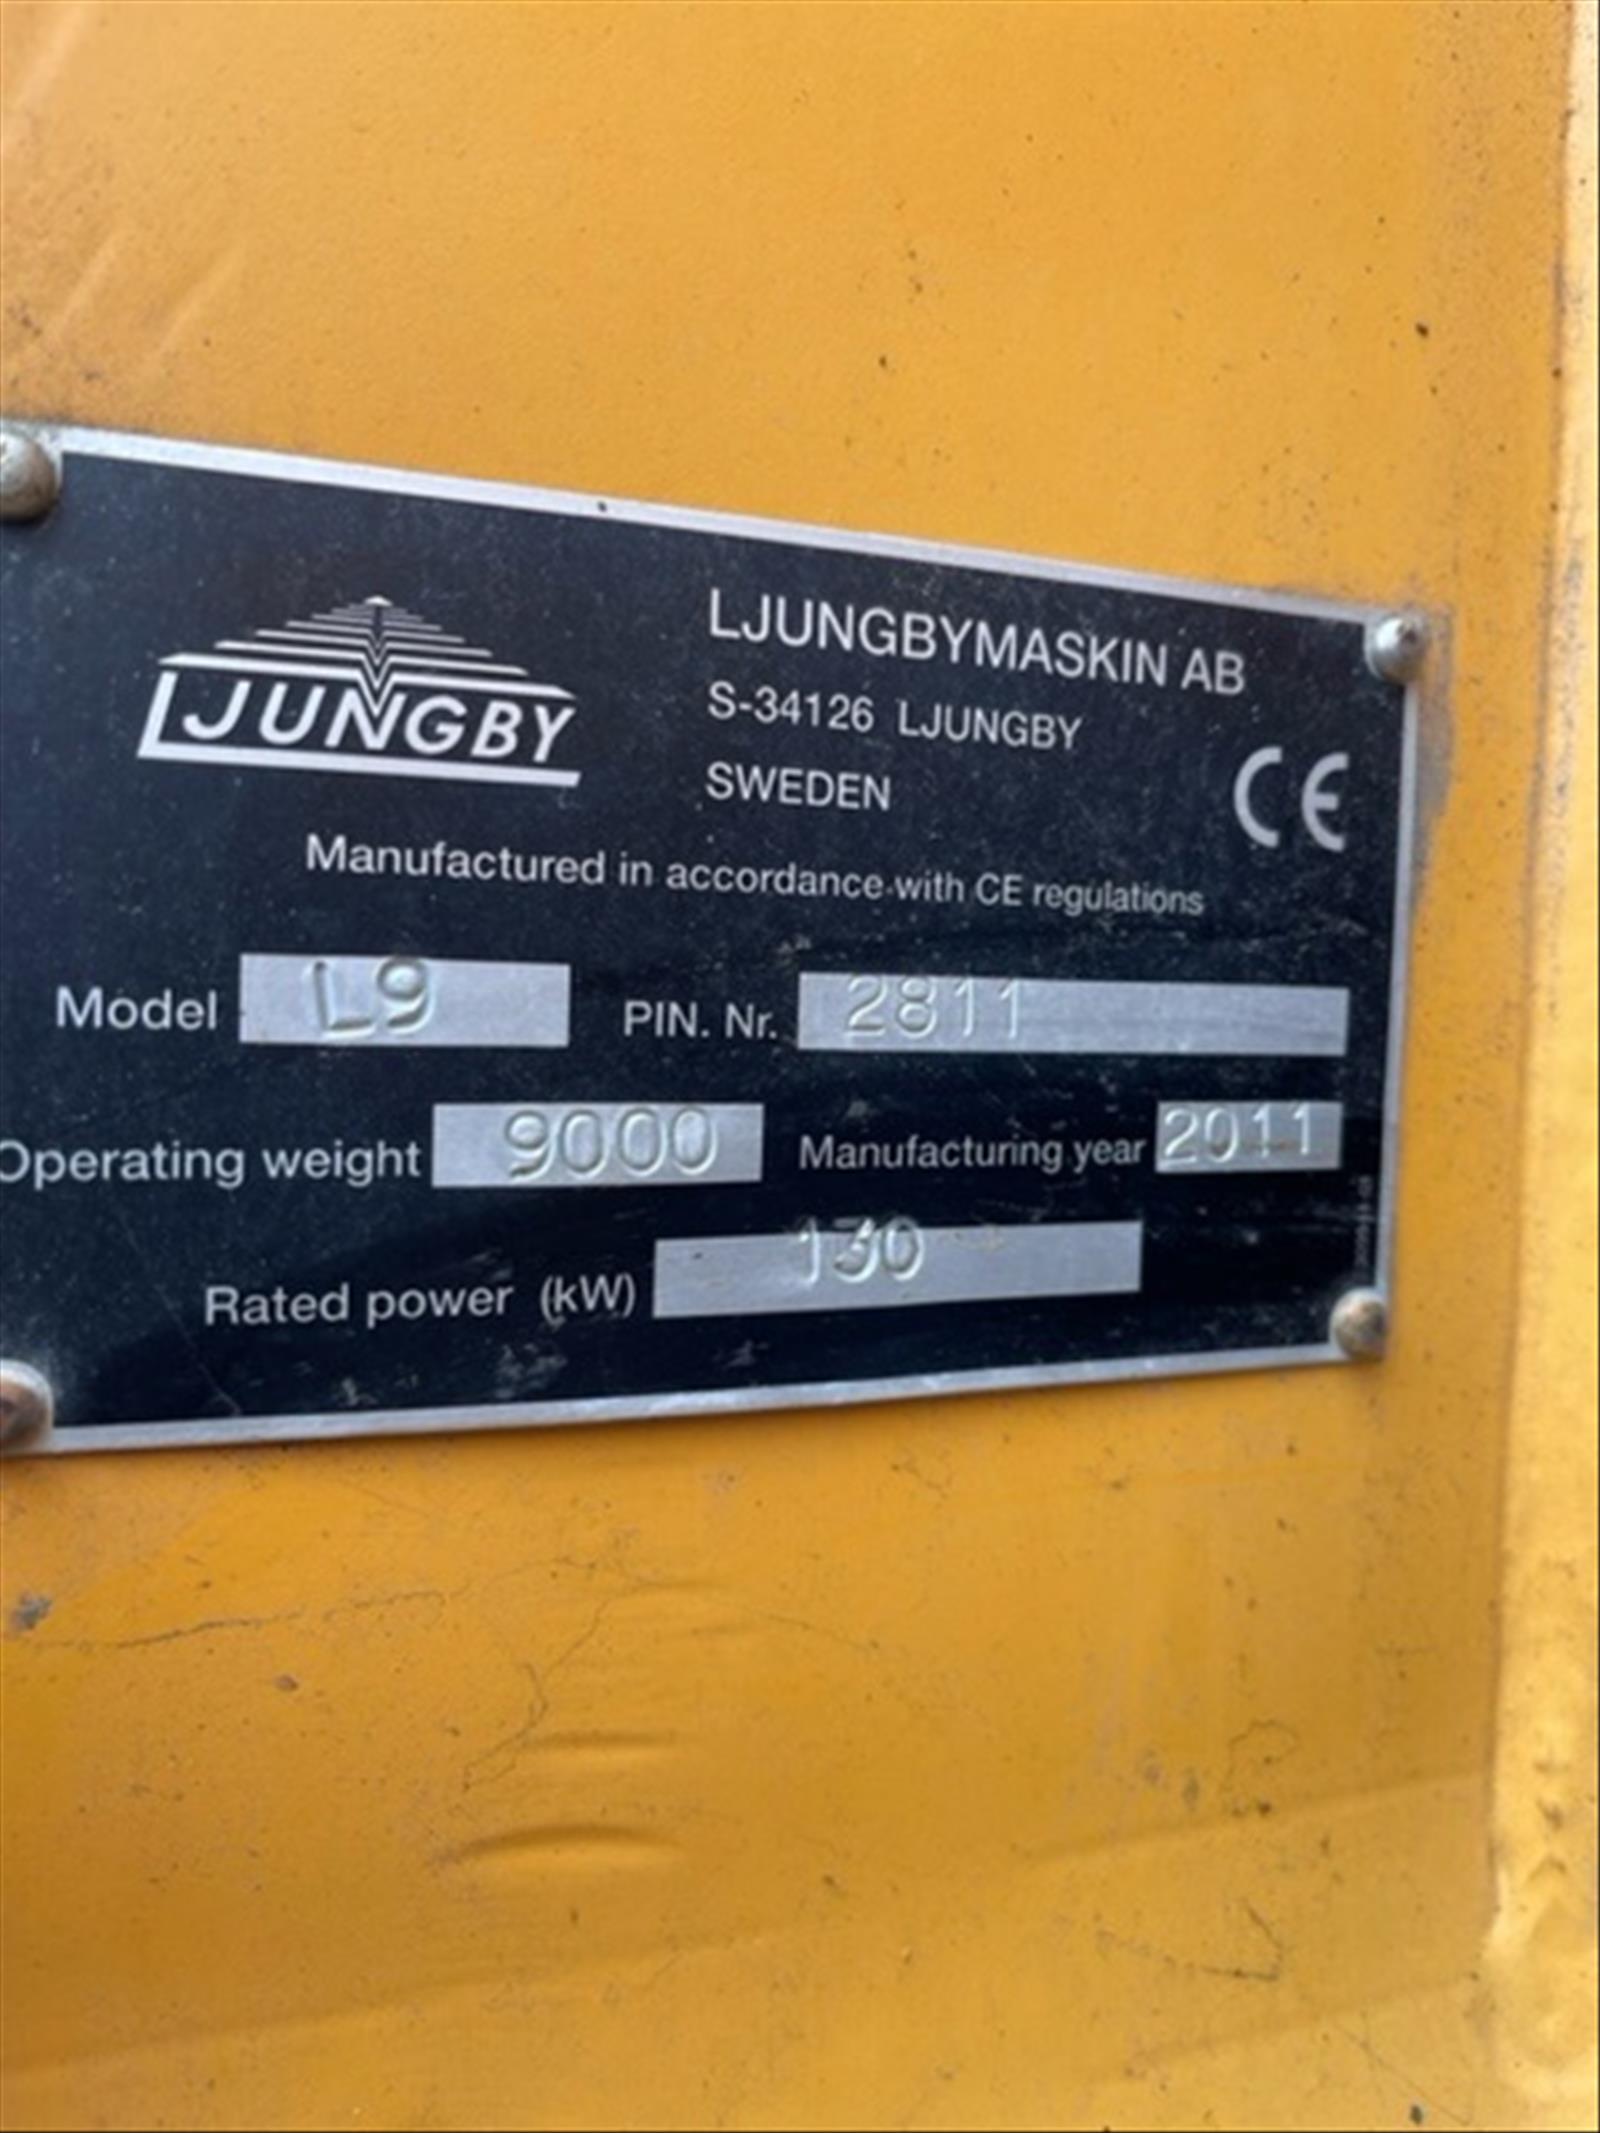 LJUNGBY
LJUNGBYMASKIN AB
S-34126 LJUNGBY
SWEDEN
CE
Manufactured in accordance with CE regulations
Model L9 PIN. Nr. 2811
Operating weight 9000 Manufacturing year 2011
Rated power (kW) 130